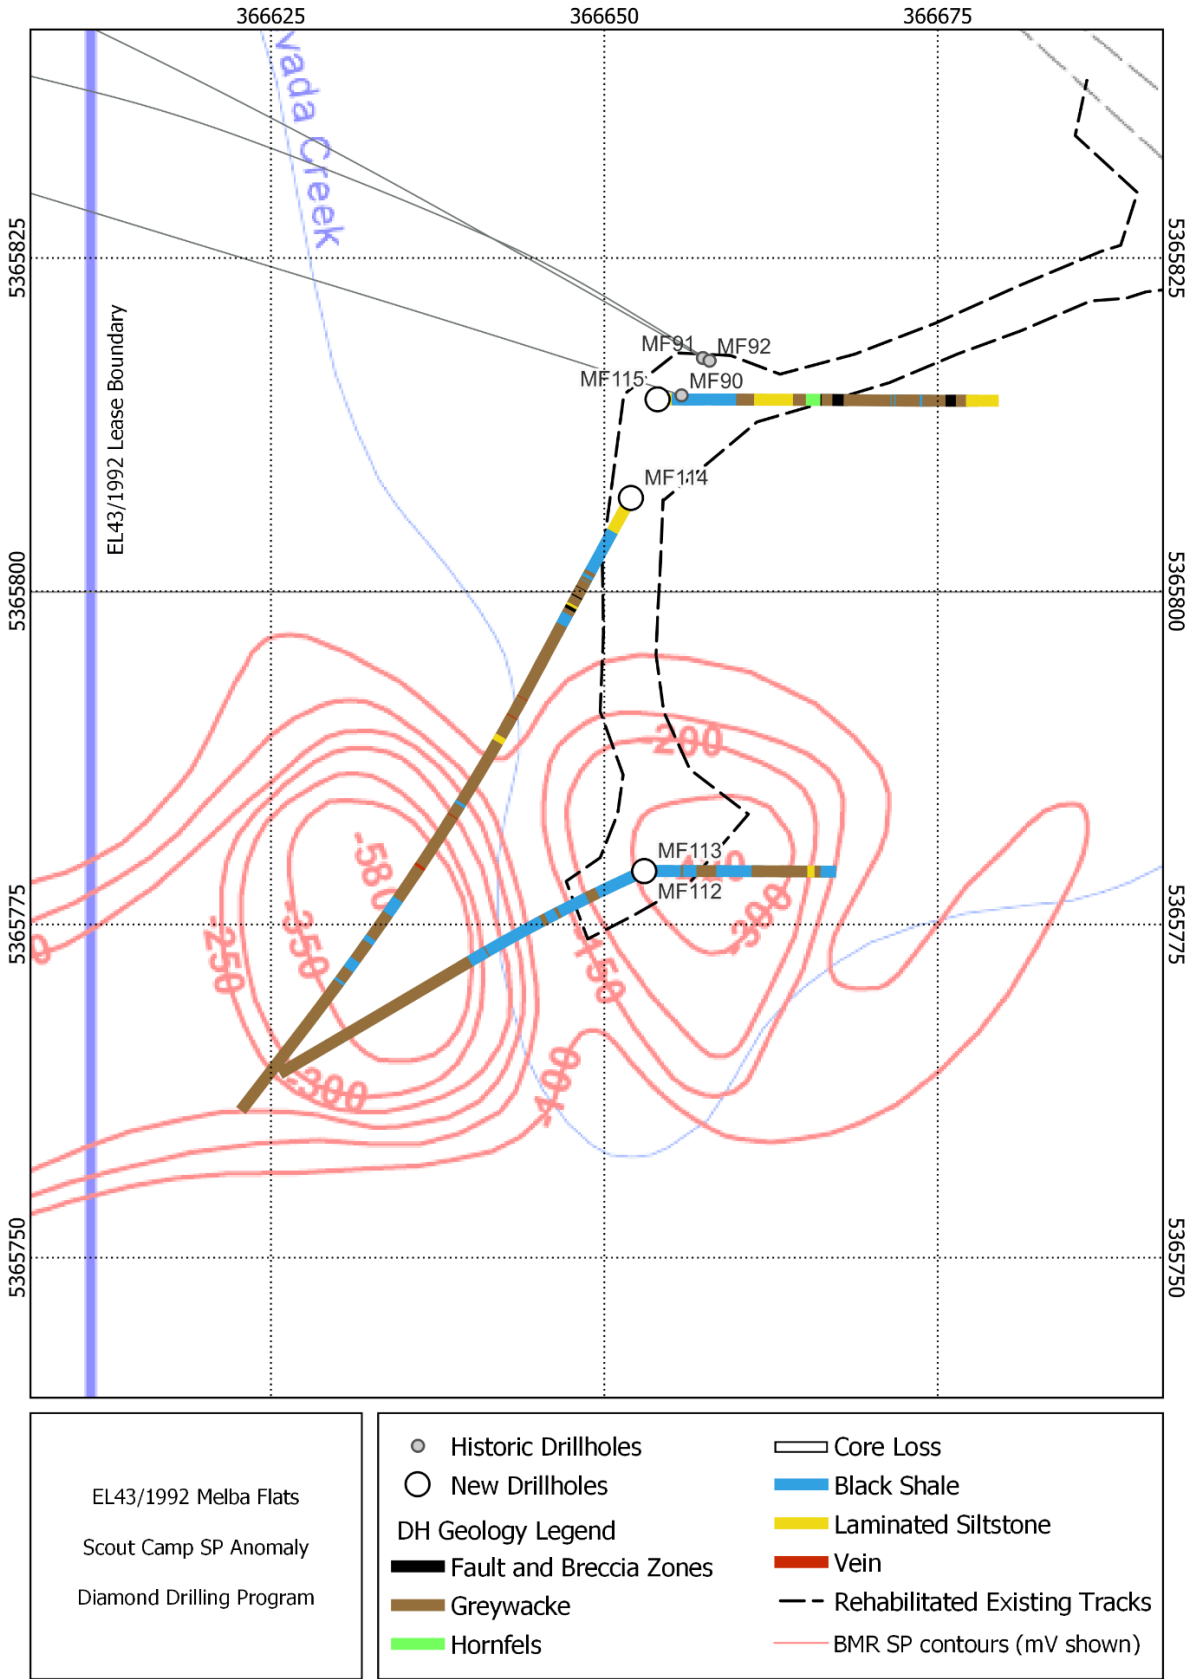 366625
366650
366675
vada Creek
5365825
5365825
EL43/1992 Lease Boundary
MF91
MF92
MF115
MF90
MF114
5365800
5365800
-200
-580
MF113
MF112
-350
-300
-250
-150
5365775
5365775
-300
-100
5365750
5365750
EL43/1992 Melba Flats
Scout Camp SP Anomaly
Diamond Drilling Program
Historic Drillholes
New Drillholes
DH Geology Legend
Fault and Breccia Zones
Greywacke
Hornfels
Core Loss
Black Shale
Laminated Siltstone
Vein
Rehabilitated Existing Tracks
BMR SP contours (mV shown)